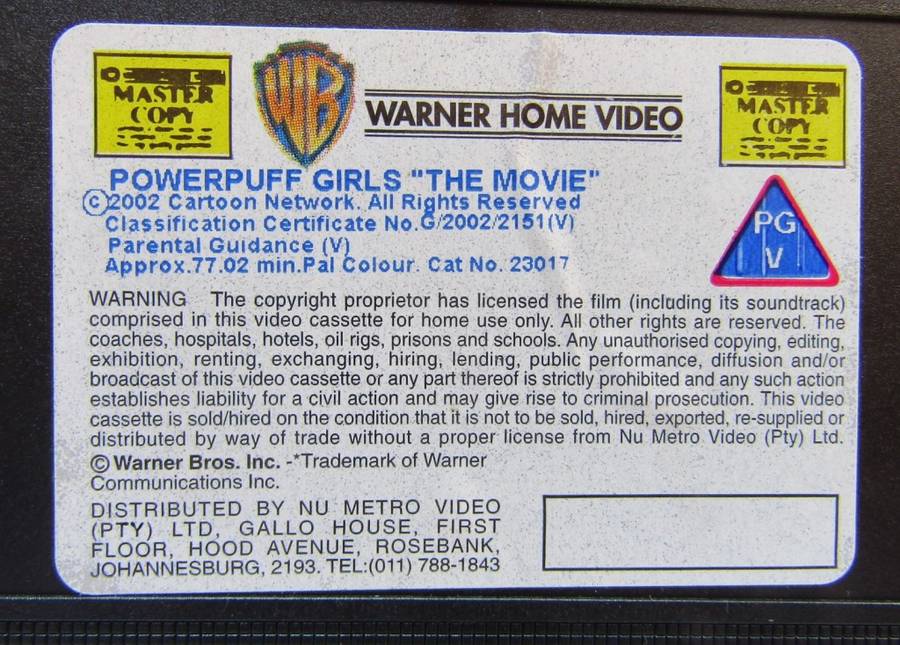 MASTER
COPY
WB
WARNER HOME VIDEO
MASTER
COPY
POWERPUFF GIRLS "THE MOVIE"
©2002 Cartoon Network. All Rights Reserved
Classification Certificate No.G/2002/2151(V)
Parental Guidance (V)
Approx.77.02 min.Pal Colour. Cat No. 23017
PG
V
WARNING The copyright proprietor has licensed the film (including its soundtrack)
comprised in this video cassette for home use only. All other rights are reserved. The
coaches, hospitals, hotels, oil rigs, prisons and schools. Any unauthorised copying, editing,
exhibition, renting, exchanging, hiring, lending, public performance, diffusion and/or
broadcast of this video cassette or any part thereof is strictly prohibited and any such action
establishes liability for a civil action and may give rise to criminal prosecution. This video
cassette is sold/hired on the condition that it is not to be sold, hired, exported, re-supplied or
distributed by way of trade without a proper license from Nu Metro Video (Pty) Ltd.
© Warner Bros. Inc. -*Trademark of Warner
Communications Inc.
DISTRIBUTED BY NU METRO VIDEO
(PTY) LTD, GALLO HOUSE, FIRST
FLOOR, HOOD AVENUE, ROSEBANK,
JOHANNESBURG, 2193. TEL:(011) 788-1843